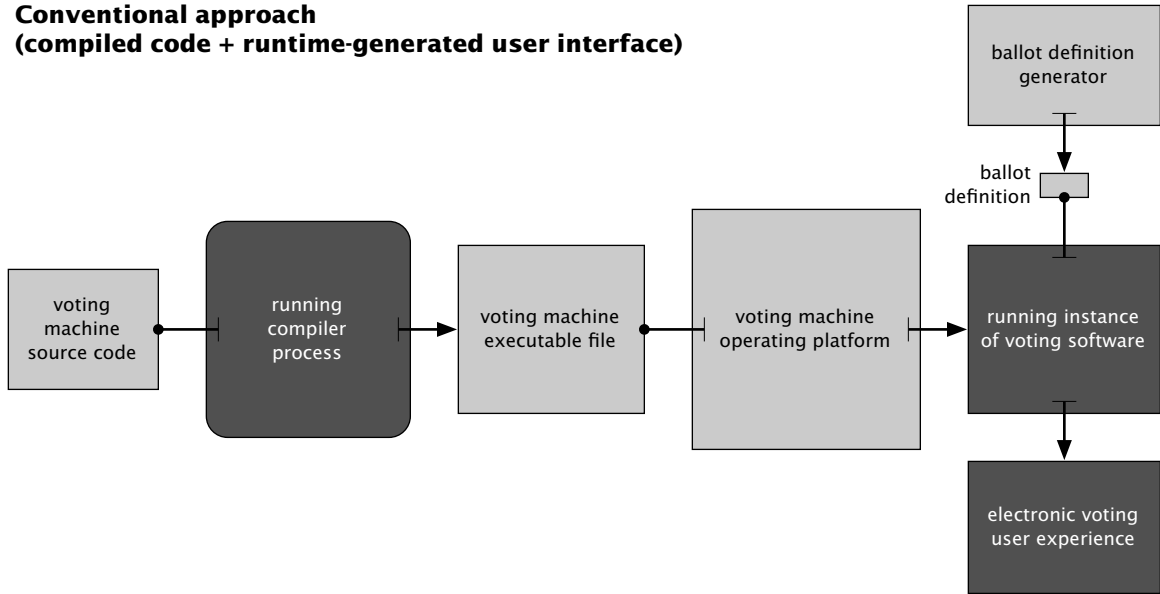 Conventional approach
(compiled code + runtime-generated user interface)
ballot definition
generator
ballot
definition
voting
machine
source code
running
compiler
process
voting machine
executable file
voting machine
operating platform
running instance
of voting software
electronic voting
user experience